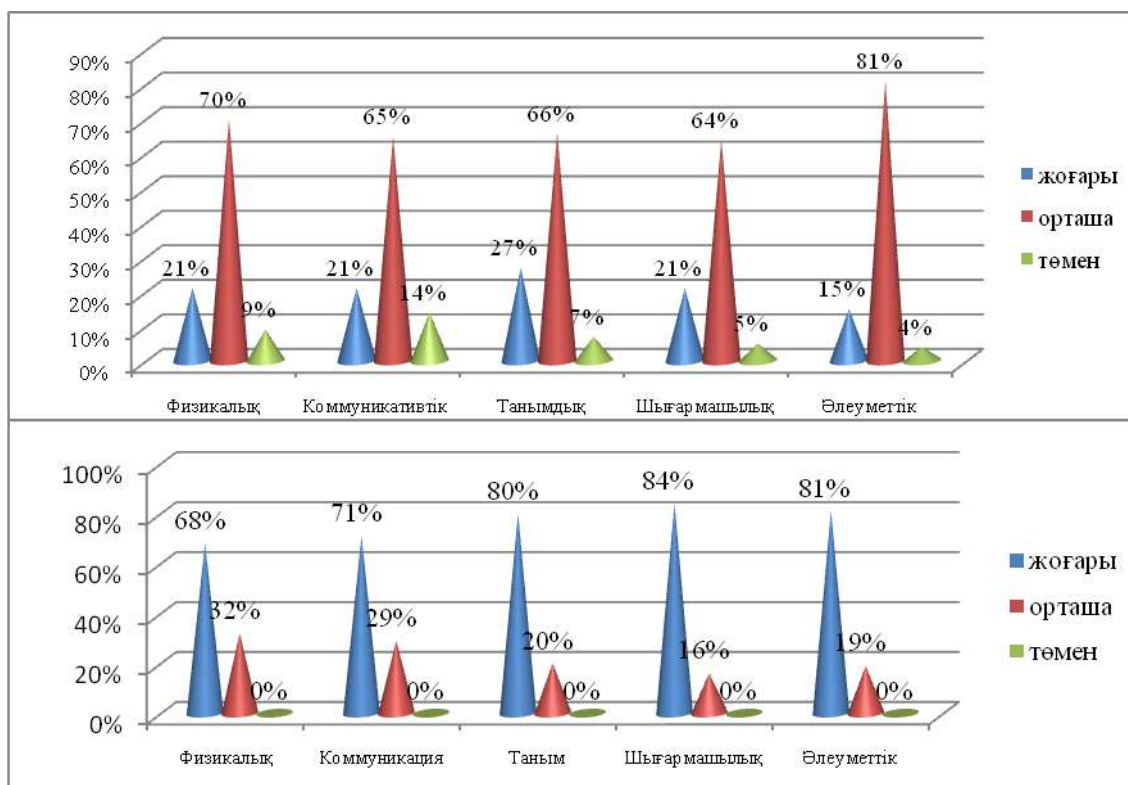 90%
80%
70%
60%
50%
40%
30%
20%
10%
0%
21% 70% 9% 21% 65% 14% 27% 66% 7% 21% 64% 5% 15% 81% 4%
Физикалық Коммуникативтік Танымдық Шығармашылық Әлеуметтік
жоғары
орташа
төмен
100%
80%
60%
40%
20%
0%
68% 32% 0% 71% 29% 0% 80% 20% 0% 84% 16% 0% 81% 19% 0%
Физикалық Коммуникация Таным Шығармашылық Әлеуметтік
жоғары
орташа
төмен